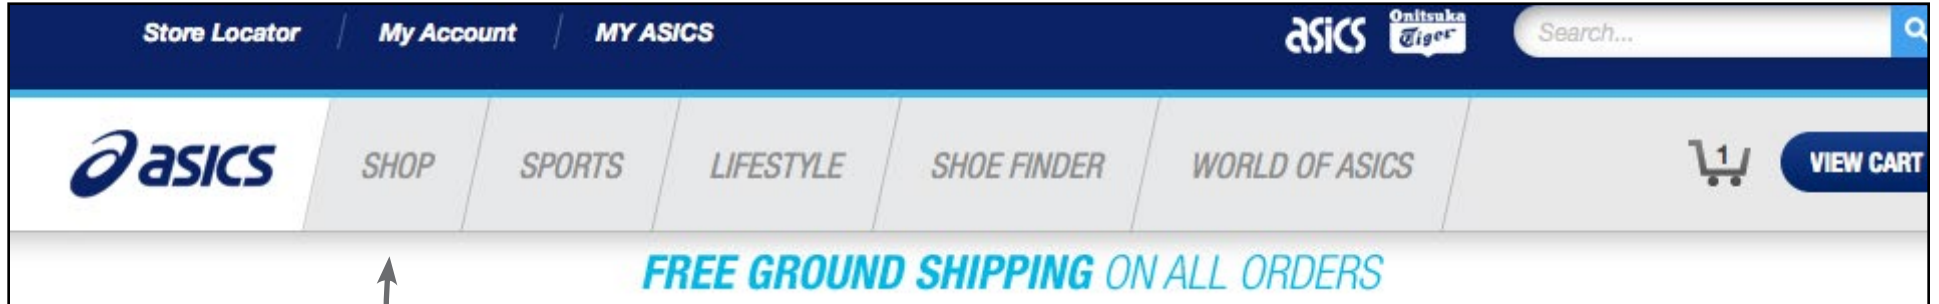 Store Locator My Account MY ASICS asics Onitsuka Tiger Search...
asics SHOP SPORTS LIFESTYLE SHOE FINDER WORLD OF ASICS 1 VIEW CART
FREE GROUND SHIPPING ON ALL ORDERS